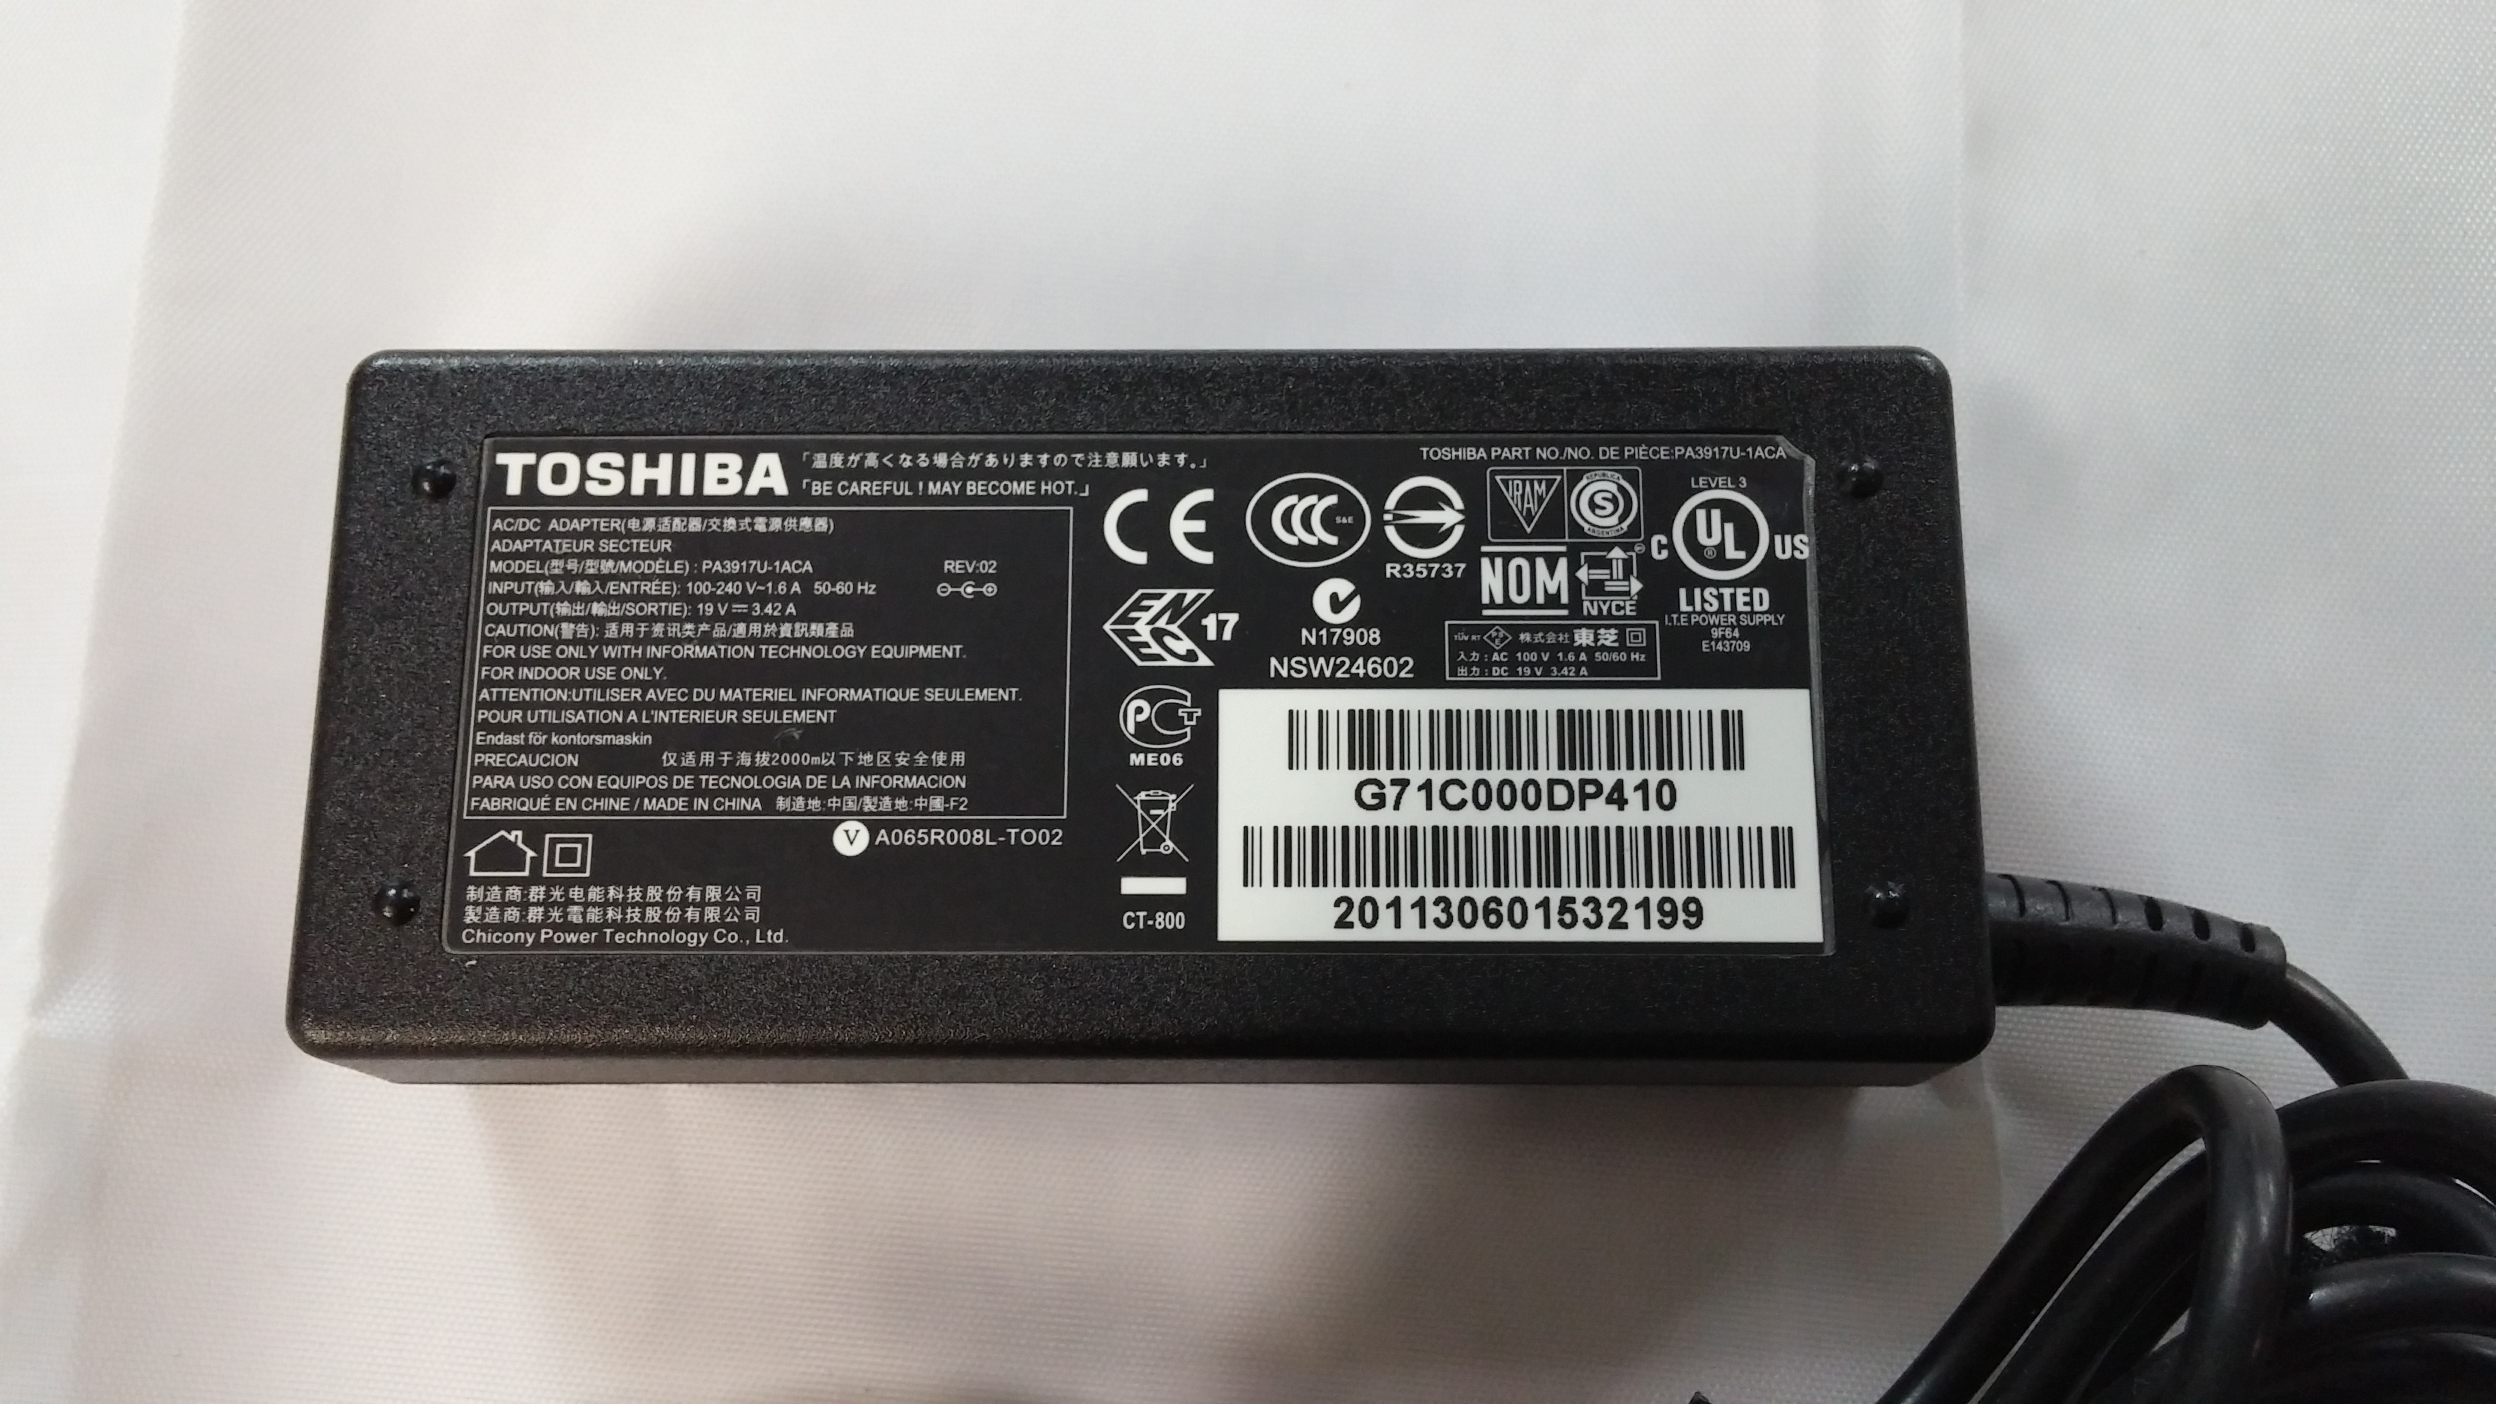 TOSHIBA
「温度が高くなる場合がありますので注意願います。」
「BE CAREFUL ! MAY BECOME HOT.」
TOSHIBA PART NO./NO. DE PIÈCE:PA3917U-1ACA
AC/DC ADAPTER(电源适配器/交換式電源供應器)
ADAPTATEUR SECTEUR
MODEL(型号/型號/MODÈLE) : PA3917U-1ACA REV:02
INPUT(输入/輸入/ENTRÉE): 100-240 V~1.6 A 50-60 Hz
OUTPUT(输出/輸出/SORTIE): 19 V⎓3.42 A
CAUTION(警告): 适用于资讯类产品/適用於資訊類產品
FOR USE ONLY WITH INFORMATION TECHNOLOGY EQUIPMENT.
FOR INDOOR USE ONLY.
ATTENTION:UTILISER AVEC DU MATERIEL INFORMATIQUE SEULEMENT.
POUR UTILISATION A L'INTERIEUR SEULEMENT
Endast för kontorsmaskin
PRECAUCION 仅适用于海拔2000m以下地区安全使用
PARA USO CON EQUIPOS DE TECNOLOGIA DE LA INFORMACION
FABRIQUÉ EN CHINE / MADE IN CHINA 制造地:中国/製造地:中國-F2
V A065R008L-TO02
制造商:群光电能科技股份有限公司
製造商:群光電能科技股份有限公司
Chicony Power Technology Co., Ltd.
CE
CCC S&E
R35737
IRAM
REPUBLICA
S
ARGENTINA
LEVEL 3
C UL ® US
LISTED
I.T.E POWER SUPPLY
9F64
E143709
NOM
NYCE
ENEC 17
N17908
NSW24602
TÜV RT PSE 株式会社 東芝
入力 : AC 100 V 1.6 A 50/60 Hz
出力 : DC 19 V 3.42 A
PCT
ME06
CT-800
G71C000DP410
201130601532199